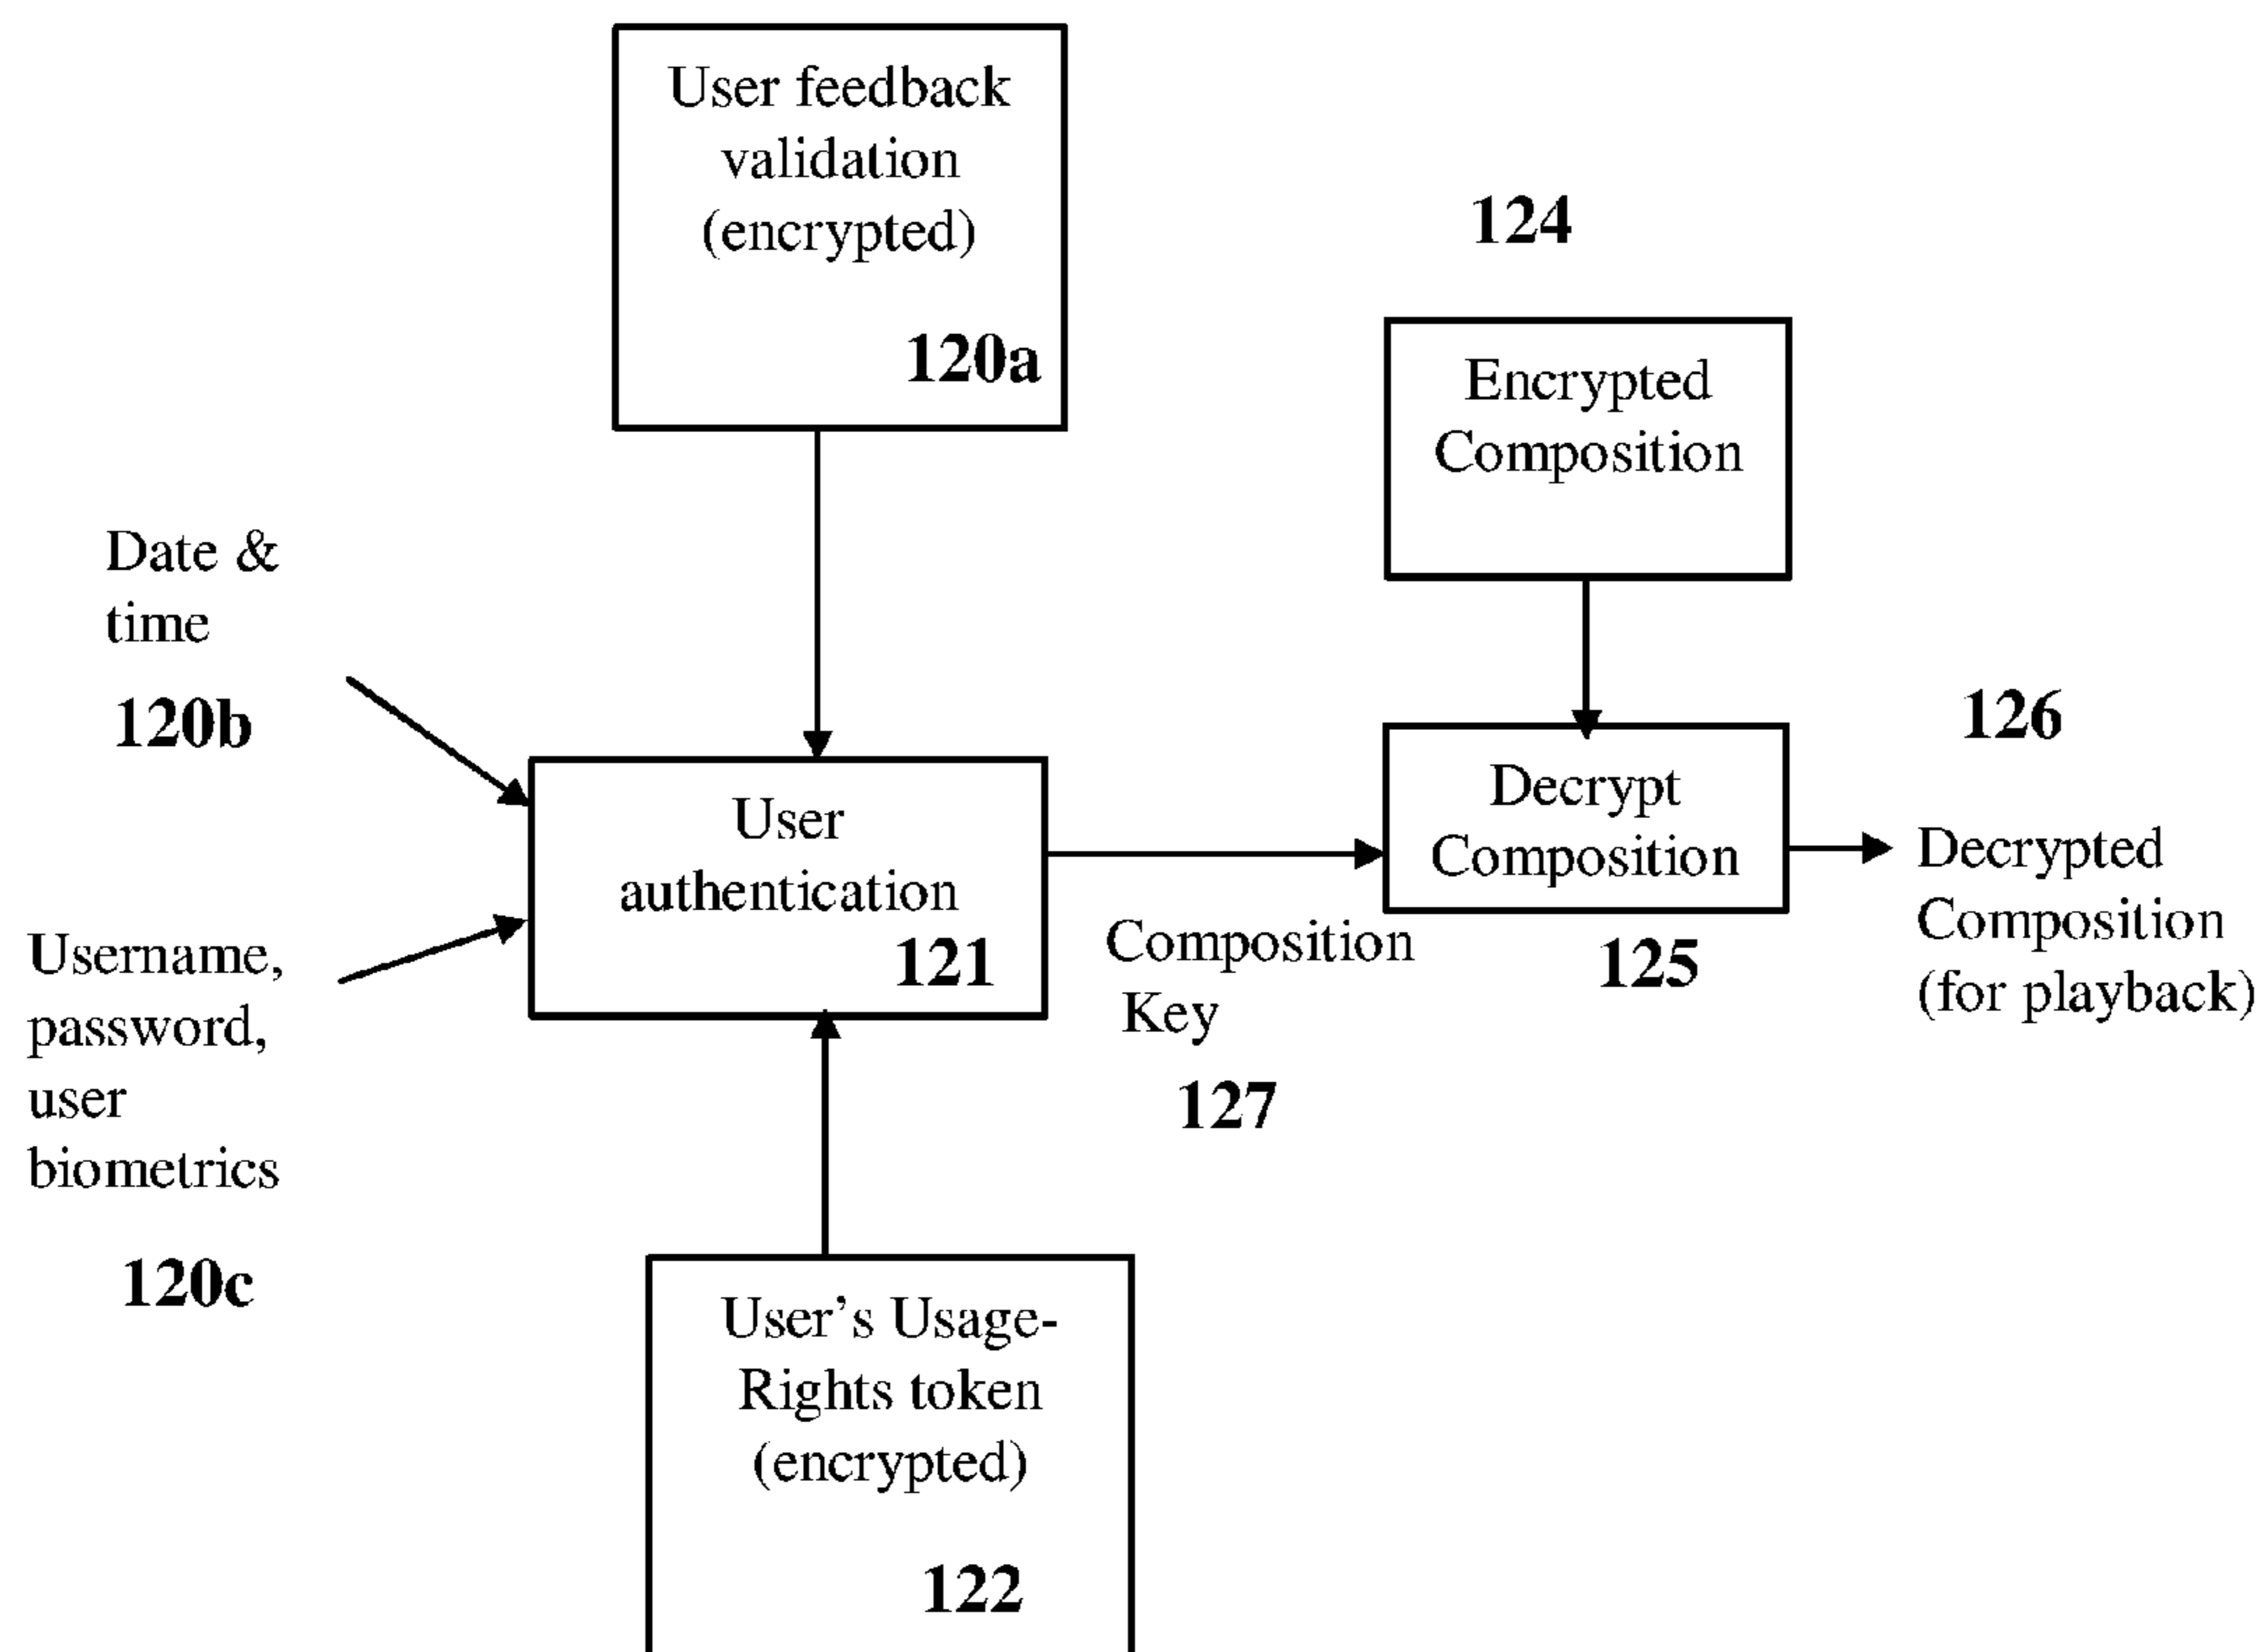 User feedback
validation
(encrypted)
120a
124
Encrypted
Composition
Date &
time
120b
User
authentication
121
Username,
password,
user
biometrics
120c
Composition
Key
127
Decrypt
Composition
125
126
Decrypted
Composition
(for playback)
User’s Usage-
Rights token
(encrypted)
122